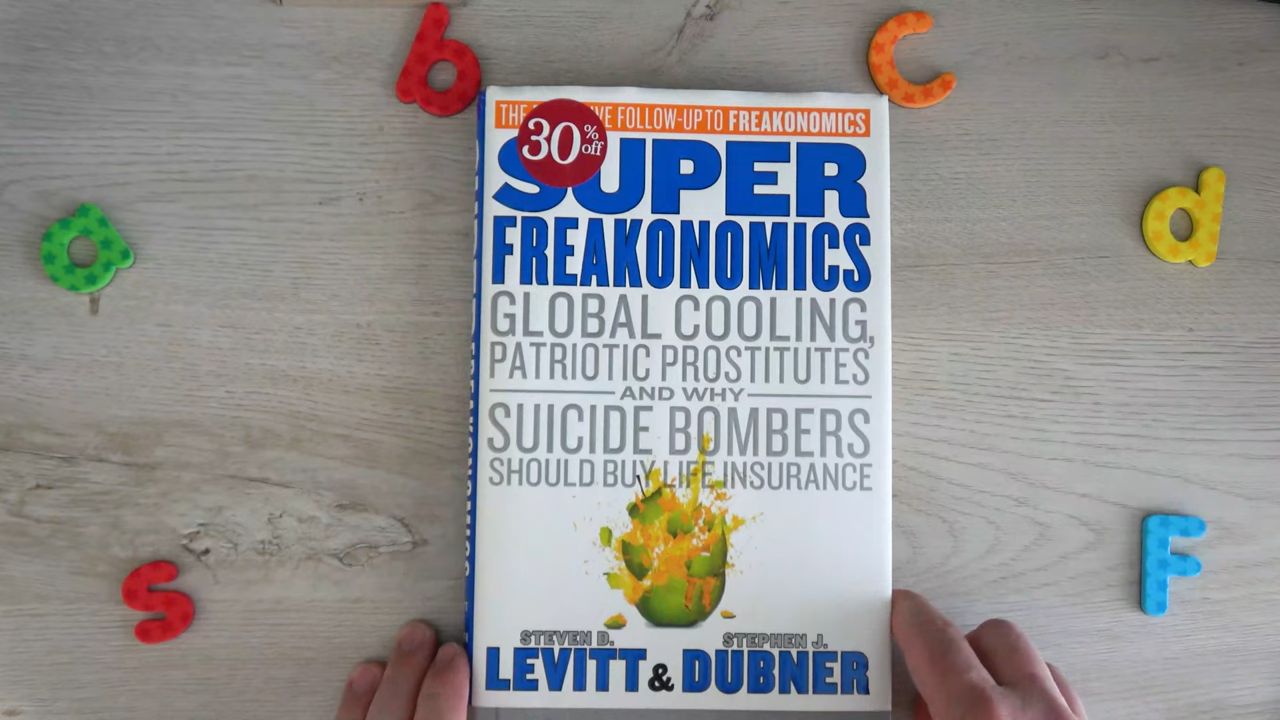 b
c
THE FOLLOW-UP TO FREAKONOMICS
30% off
SUPER
FREAKONOMICS
GLOBAL COOLING,
PATRIOTIC PROSTITUTES
AND WHY
SUICIDE BOMBERS
SHOULD BUY LIFE INSURANCE
a
d
s
F
STEVEN D. STEPHEN J.
LEVITT & DUBNER